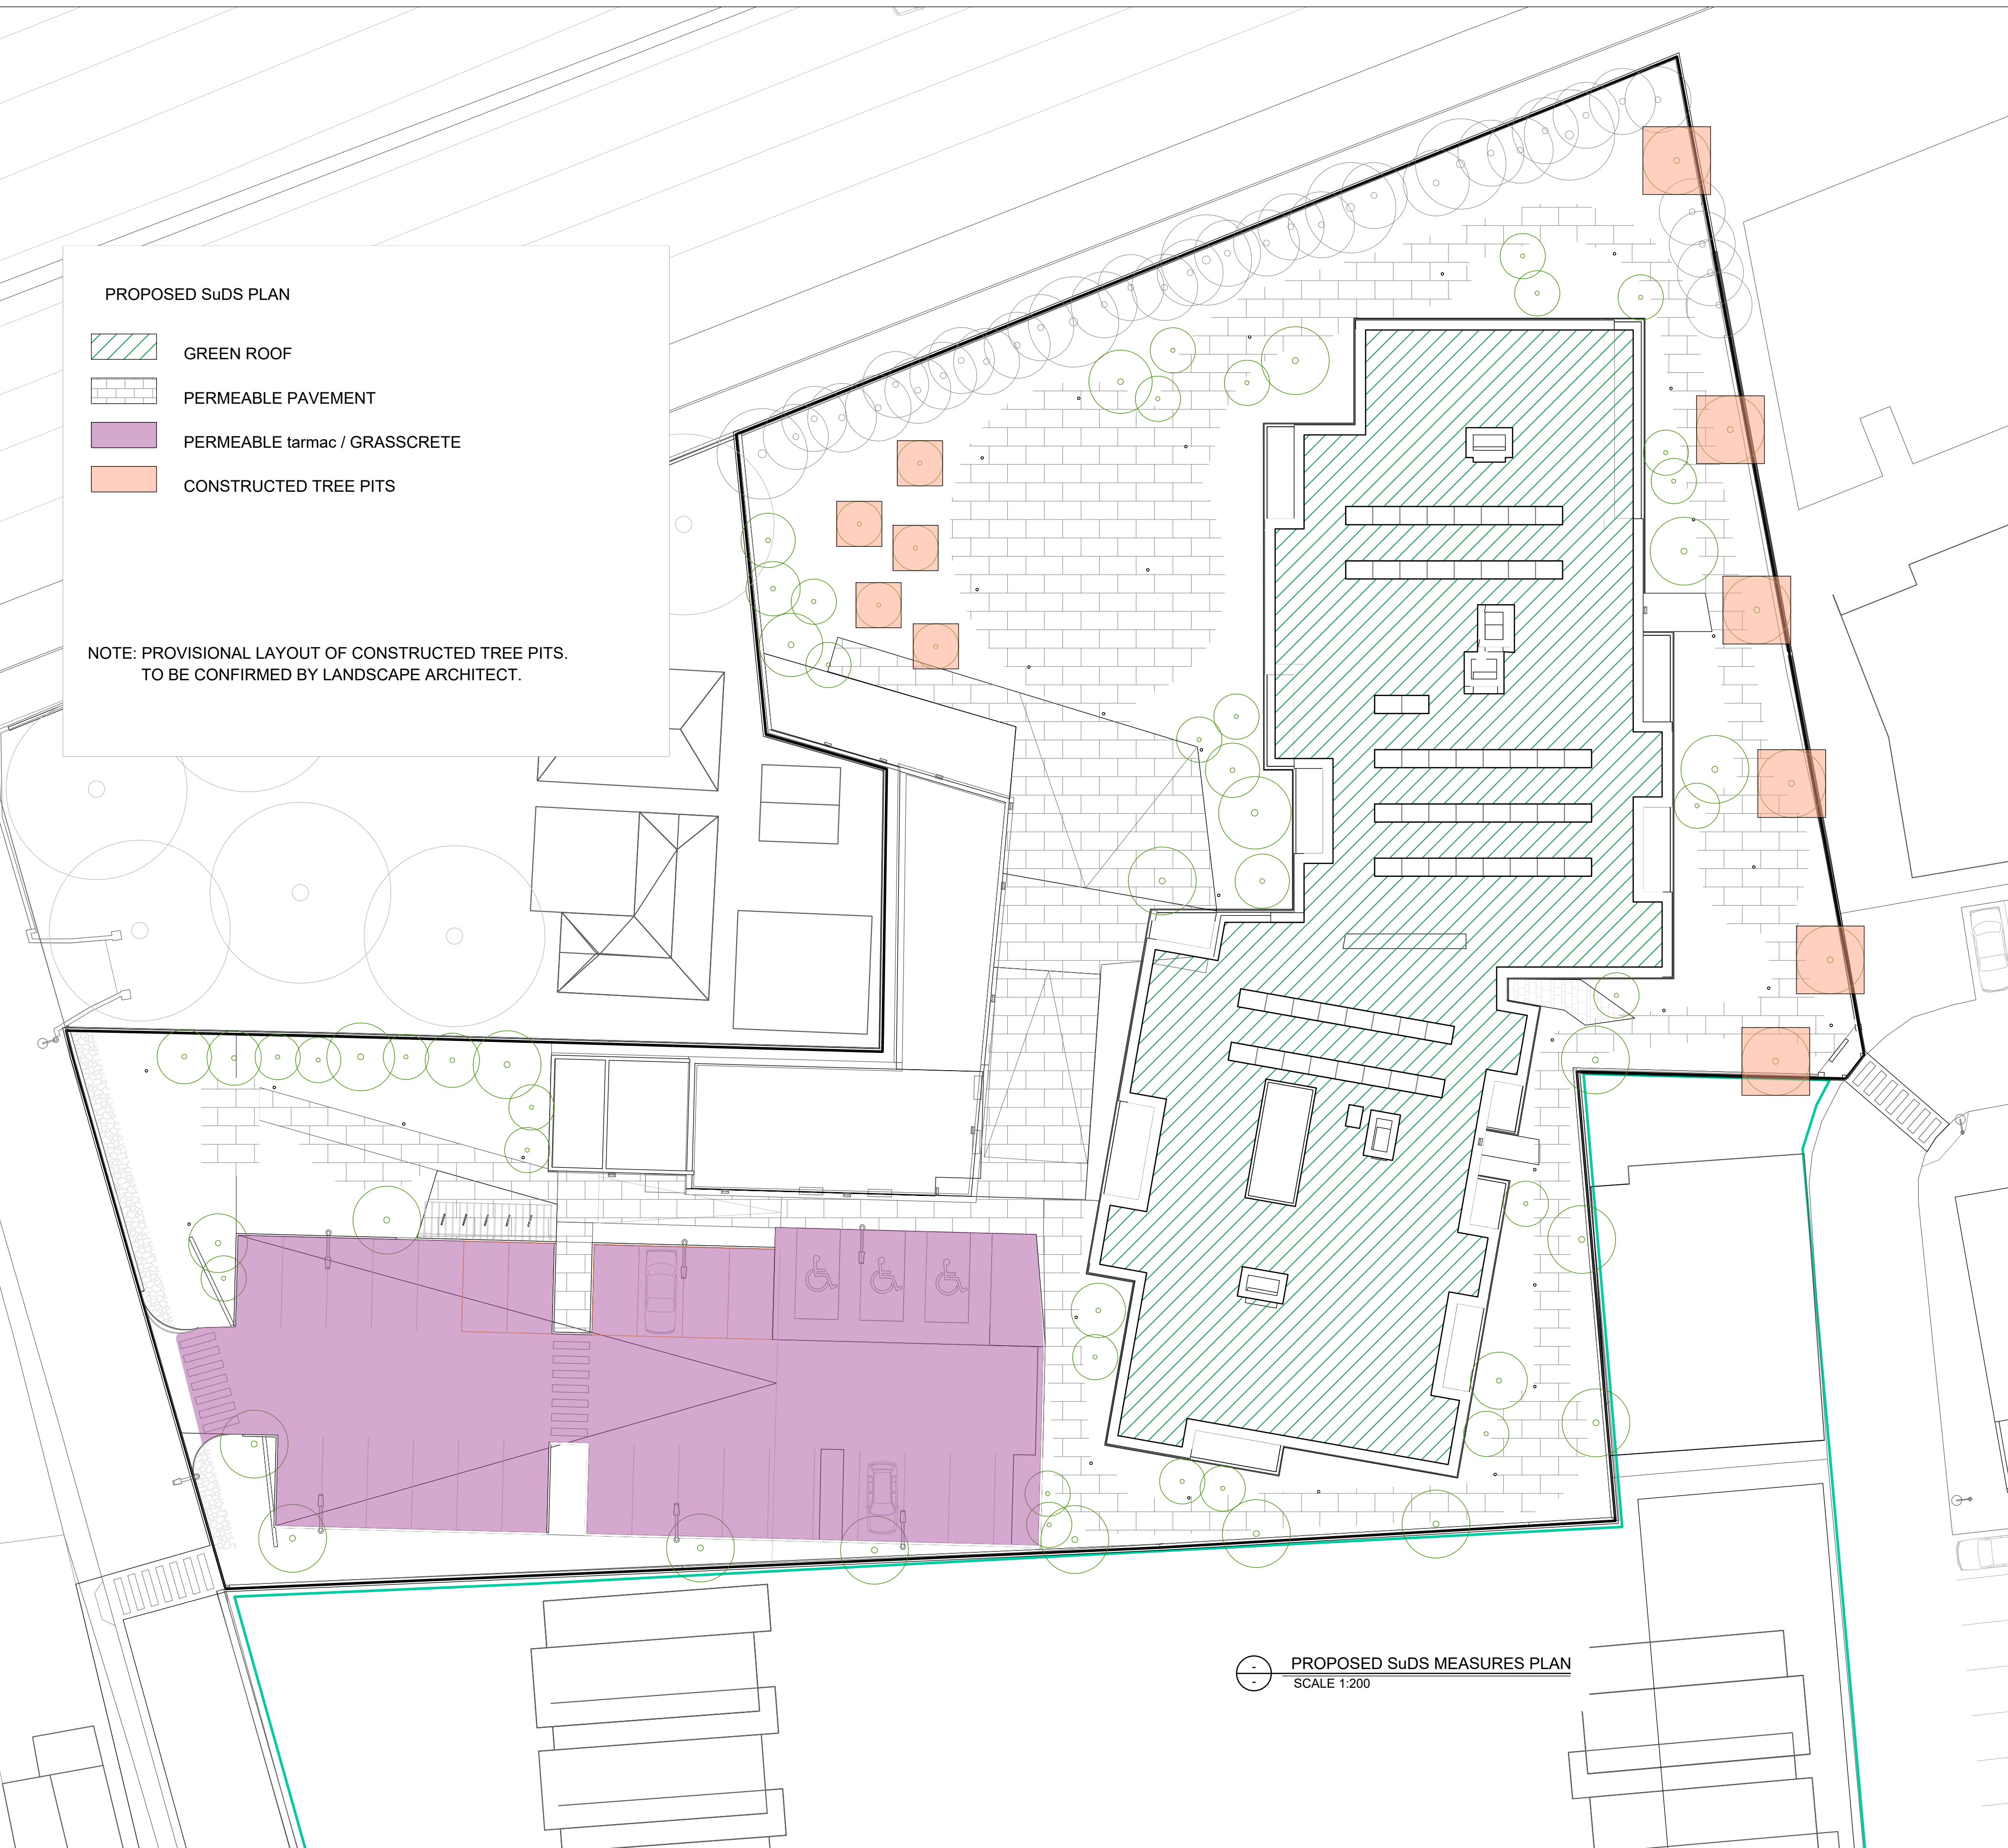 PROPOSED SuDS PLAN
GREEN ROOF
PERMEABLE PAVEMENT
PERMEABLE tarmac / GRASSCRETE
CONSTRUCTED TREE PITS
NOTE: PROVISIONAL LAYOUT OF CONSTRUCTED TREE PITS.
TO BE CONFIRMED BY LANDSCAPE ARCHITECT.
-
-
PROPOSED SuDS MEASURES PLAN
SCALE 1:200